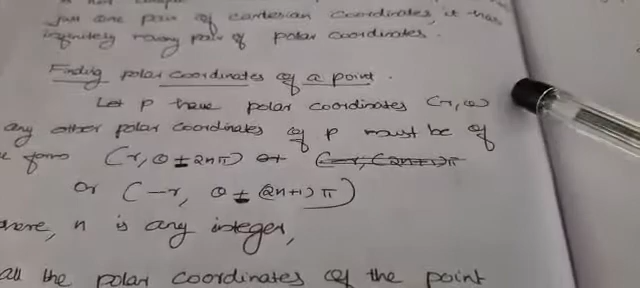 just one pair of cartesian coordinates, it has
infinitely many pair of polar coordinates.
Finding polar coordinates of a point.
Let P have polar coordinates (r, θ)
any other polar coordinates of P must be of
form (r, θ ± 2nπ) or
or (-r, θ ± (2n+1) π)
where, n is any integer,
all the polar coordinates of the point